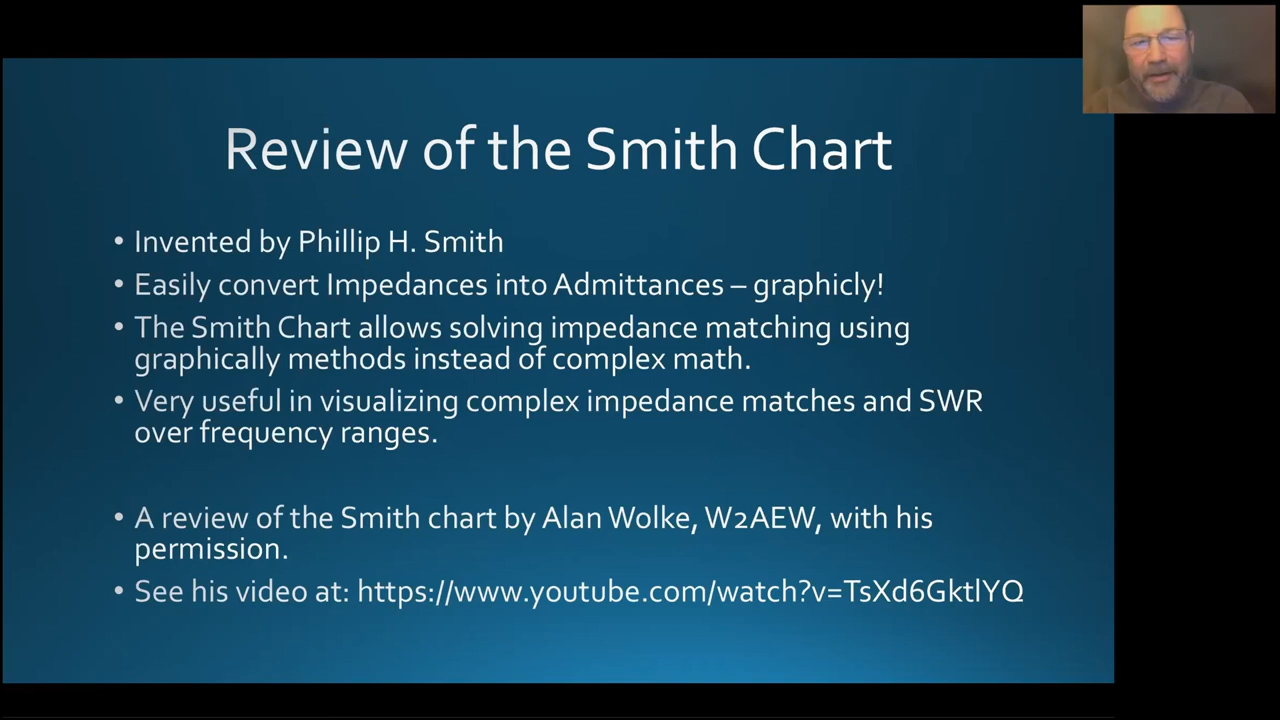 Review of the Smith Chart
• Invented by Phillip H. Smith
• Easily convert Impedances into Admittances – graphicly!
• The Smith Chart allows solving impedance matching using
graphically methods instead of complex math.
• Very useful in visualizing complex impedance matches and SWR
over frequency ranges.
• A review of the Smith chart by Alan Wolke, W2AEW, with his
permission.
• See his video at: https://www.youtube.com/watch?v=TsXd6GktlYQ